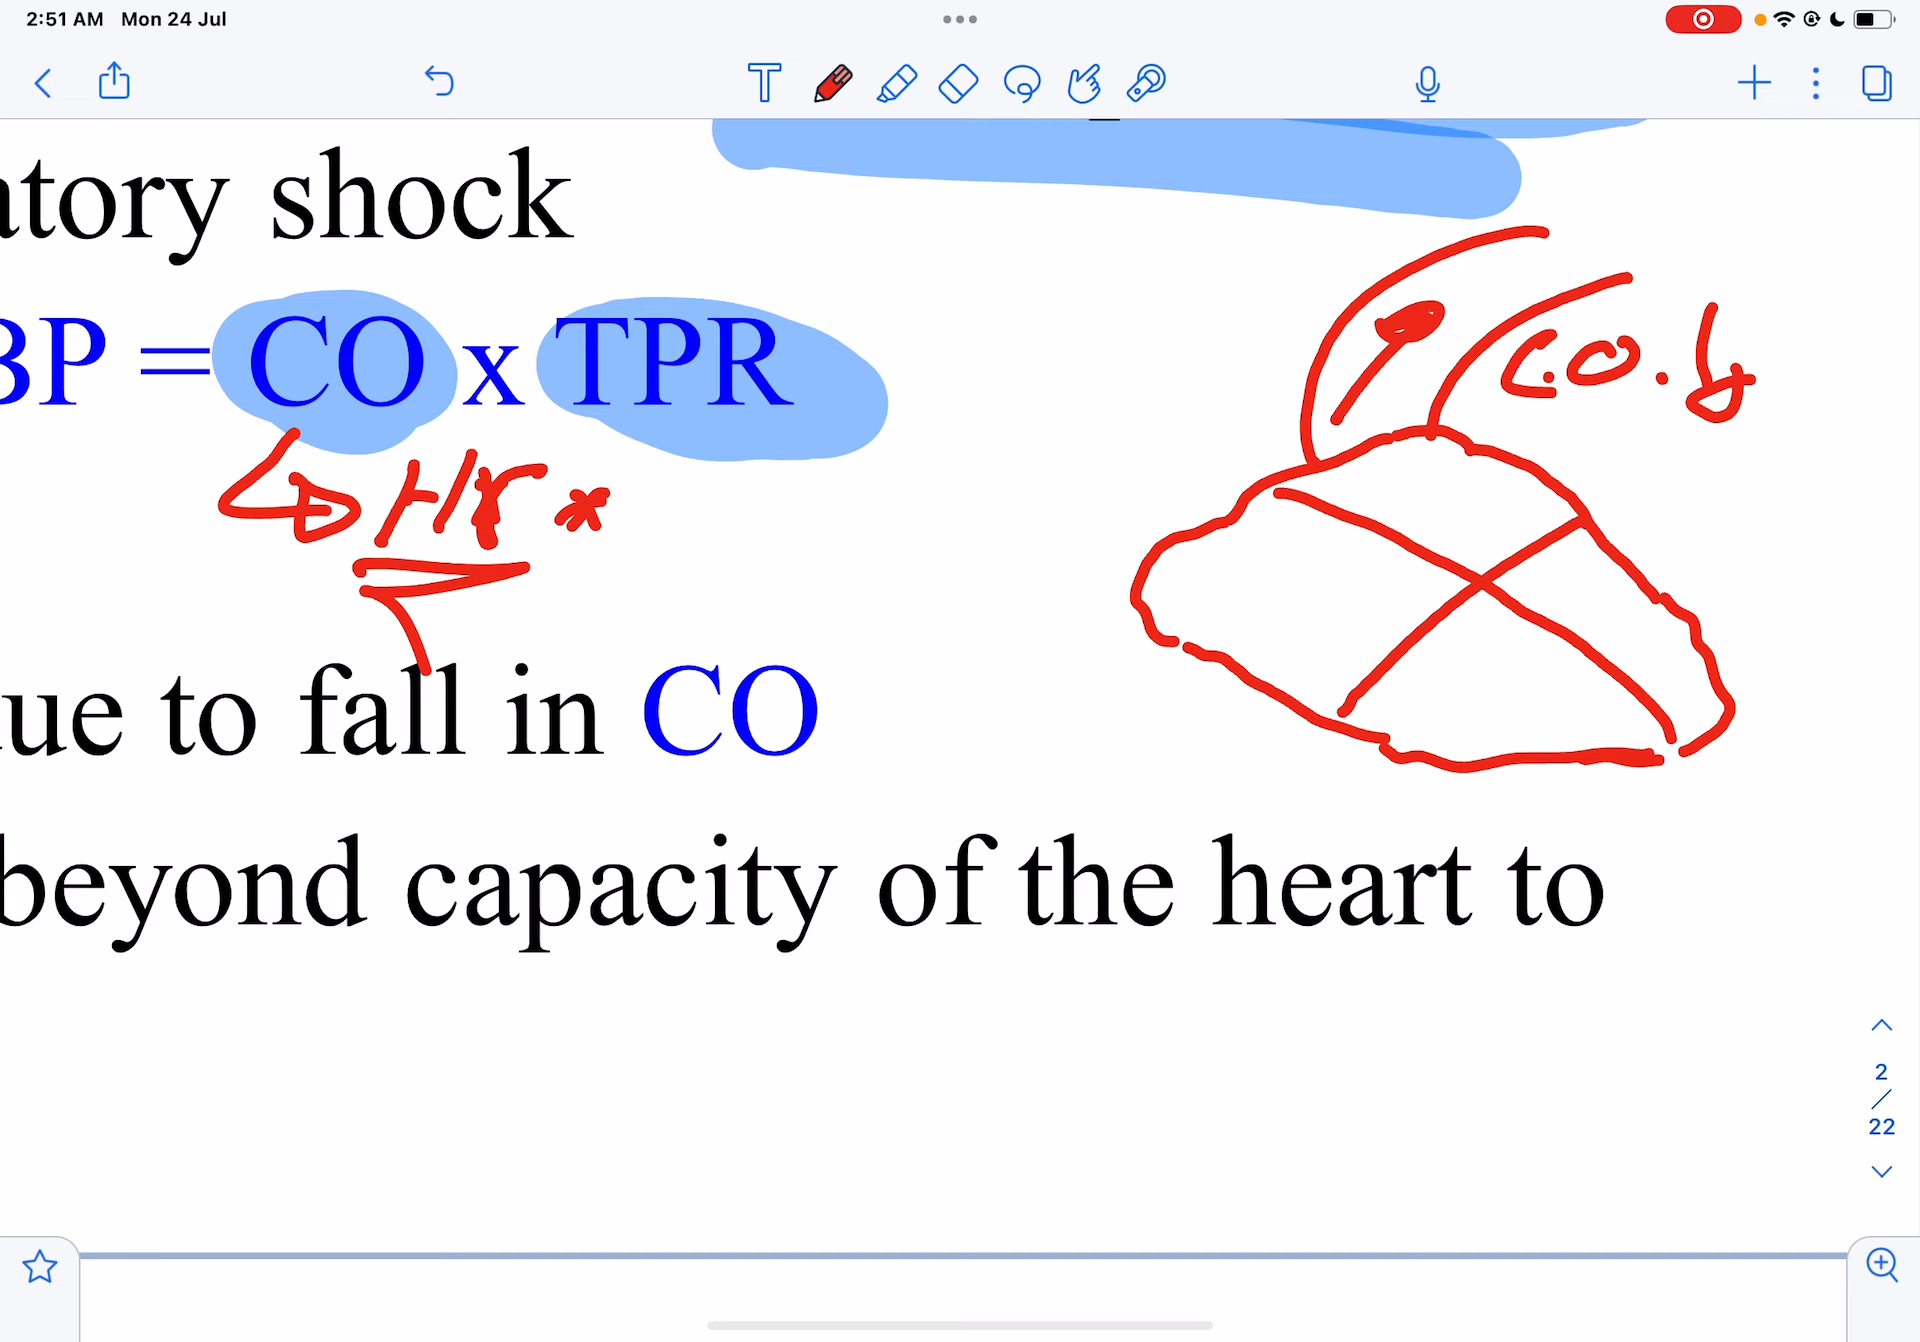 2:51 AM Mon 24 Jul
atory shock
BP = CO x TPR
HR *
C.O.
ue to fall in CO
beyond capacity of the heart to
2
/
22